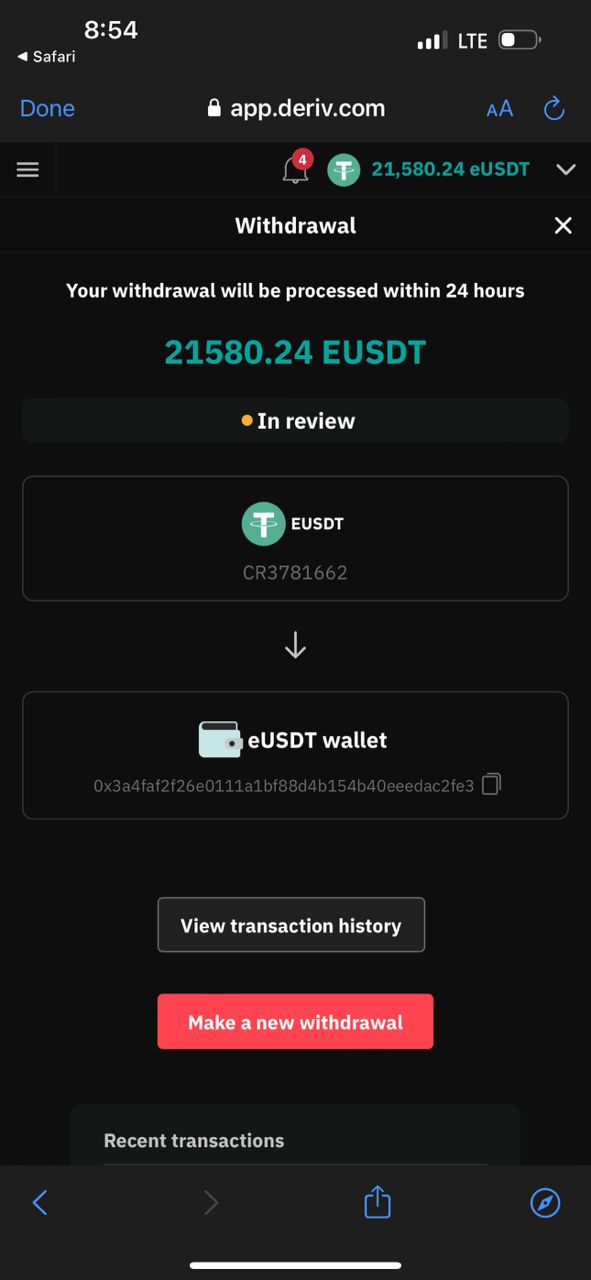 8:54
LTE
◀ Safari
Done
app.deriv.com
AA
4
21,580.24 eUSDT
Withdrawal
Your withdrawal will be processed within 24 hours
21580.24 EUSDT
In review
EUSDT
CR3781662
eUSDT wallet
0x3a4faf2f26e0111a1bf88d4b154b40eeedac2fe3
View transaction history
Make a new withdrawal
Recent transactions